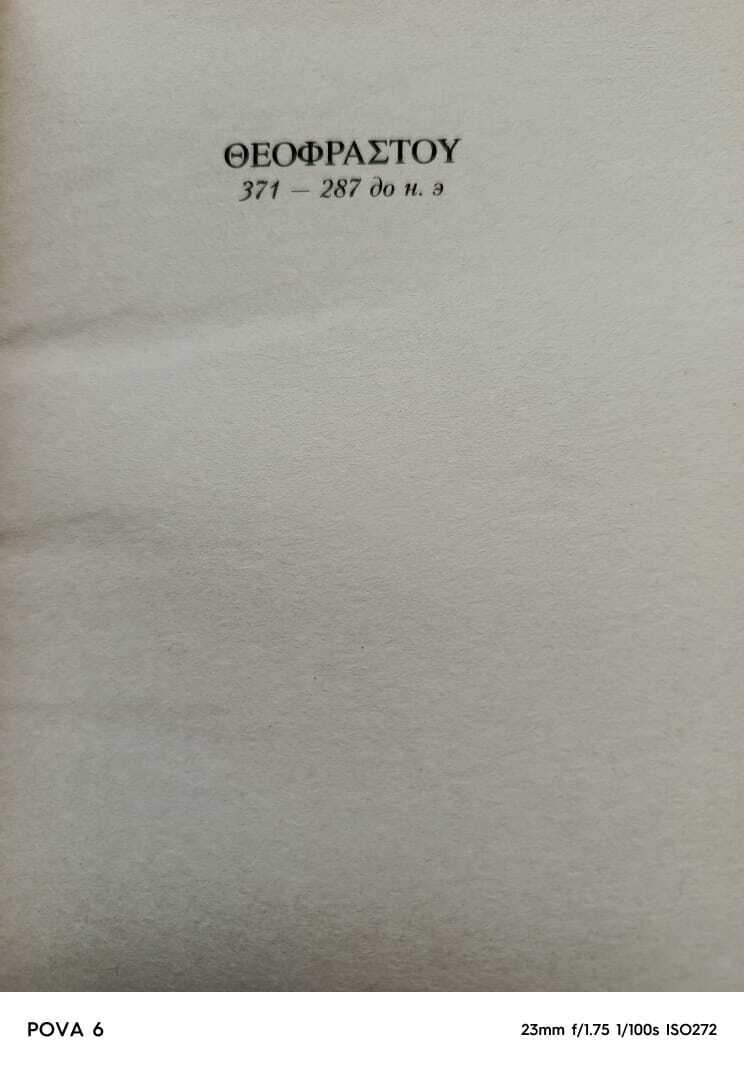 ΘΕΟΦΡΑΣΤΟΥ
371 — 287 до н. э
POVA 6
23mm f/1.75 1/100s ISO272